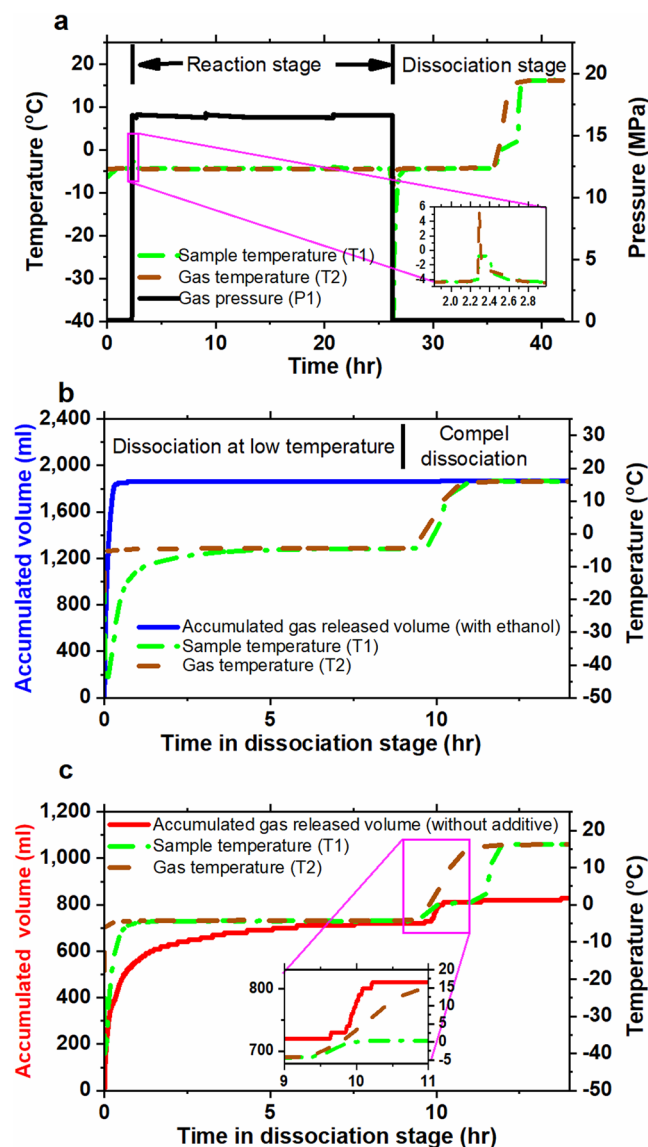 a
Reaction stage
Dissociation stage
20
10
0
-10
-20
-30
-40
Temperature (°C)
20
15
10
5
0
Pressure (MPa)
Sample temperature (T1)
Gas temperature (T2)
Gas pressure (P1)
6
4
2
0
-2
-4
2.0 2.2 2.4 2.6 2.8
0 10 20 30 40
Time (hr)
b
Dissociation at low temperature
Compel
dissociation
2,400
2,000
1,600
1,200
800
400
0
Accumulated volume (ml)
30
20
10
0
-10
-20
-30
-40
-50
Temperature (°C)
Accumulated gas released volume (with ethanol)
Sample temperature (T1)
Gas temperature (T2)
0 5 10
Time in dissociation stage (hr)
c
1,200
1,000
800
600
400
200
0
Accumulated volume (ml)
20
10
0
-10
-20
-30
-40
-50
Temperature (°C)
Accumulated gas released volume (without additive)
Sample temperature (T1)
Gas temperature (T2)
800
700
15
10
5
0
-5
9 10 11
0 5 10
Time in dissociation stage (hr)